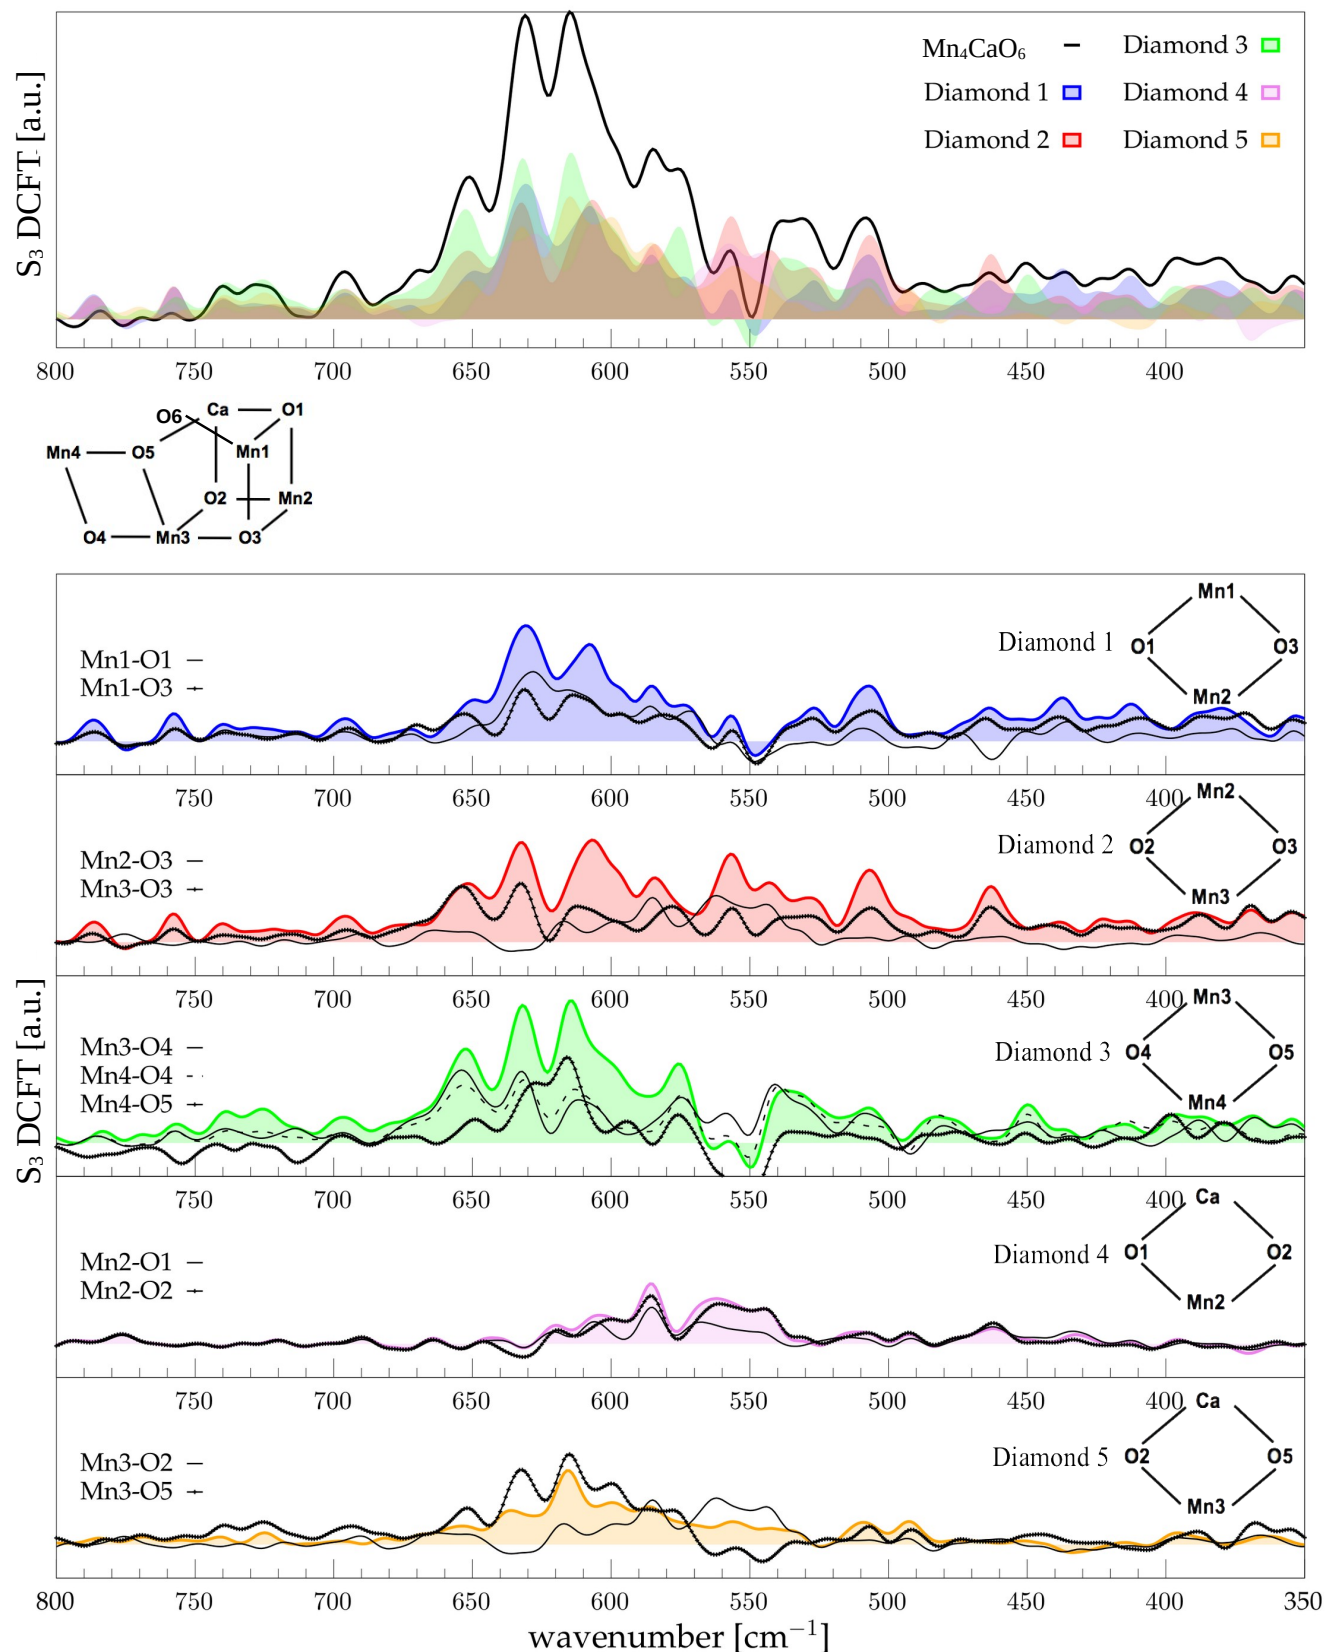 S₃ DCFT [a.u.]
Mn₄CaO₆ Diamond 3
Diamond 1 Diamond 4
Diamond 2 Diamond 5
800 750 700 650 600 550 500 450 400
O6 Ca O1
Mn4 O5 Mn1
O2 Mn2
O4 Mn3 O3
S₃ DCFT [a.u.]
Mn1
Mn1-O1 Diamond 1 O1 O3
Mn1-O3
Mn2
750 700 650 600 550 500 450 400
Mn2
Mn2-O3 Diamond 2 O2 O3
Mn3-O3
Mn3
750 700 650 600 550 500 450 400
Mn3
Mn3-O4 Diamond 3 O4 O5
Mn4-O4
Mn4-O5 Mn4
750 700 650 600 550 500 450 400
Ca
Mn2-O1 Diamond 4 O1 O2
Mn2-O2 Mn2
750 700 650 600 550 500 450 400
Ca
Mn3-O2 Diamond 5 O2 O5
Mn3-O5 Mn3
800 750 700 650 600 550 500 450 400 350
wavenumber [cm⁻¹]